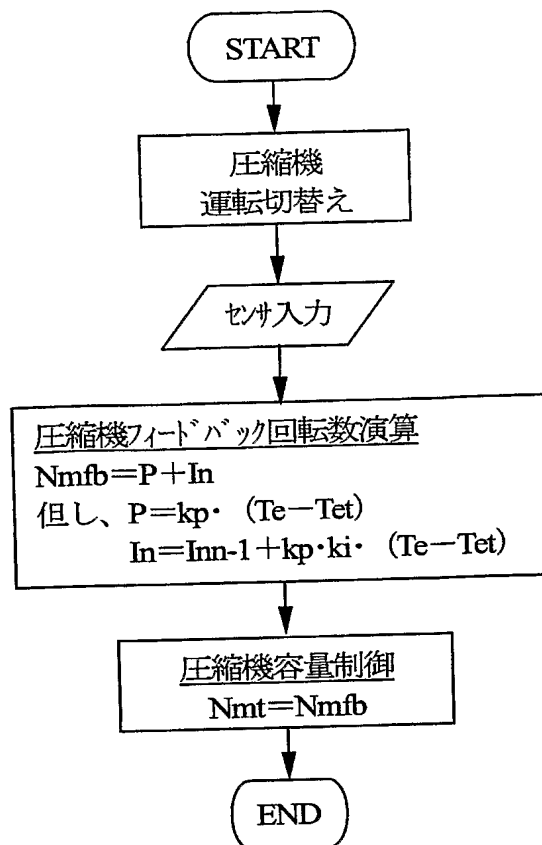 START
圧縮機
運転切替え
センサ入力
圧縮機フィードバック回転数演算
Nmfb=P+In
但し、P=kp・(Te－Tet)
In=Inn-1+kp・ki・(Te－Tet)
圧縮機容量制御
Nmt=Nmfb
END